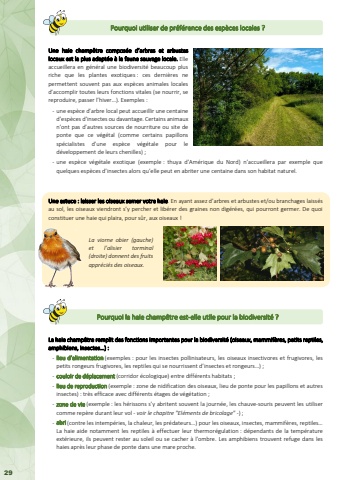 Pourquoi utiliser de préférence des espèces locales ?
Une haie champêtre composée d'arbres et arbustes
locaux est la plus adaptée à la faune sauvage locale. Elle
accueillera en général une biodiversité beaucoup plus
riche que les plantes exotiques : ces dernières ne
permettent souvent pas aux espèces animales locales
d'accomplir toutes leurs fonctions vitales (se nourrir, se
reproduire, passer l'hiver...). Exemples :
- une espèce d'arbre local peut accueillir une centaine
d'espèces d'insectes ou davantage. Certains animaux
n'ont pas d'autres sources de nourriture ou site de
ponte que ce végétal (comme certains papillons
spécialistes d'une espèce végétale pour le
développement de leurs chenilles) ;
- une espèce végétale exotique (exemple : thuya d'Amérique du Nord) n'accueillera par exemple que
quelques espèces d'insectes alors qu'elle peut en abriter une centaine dans son habitat naturel.
Une astuce : laisser les oiseaux semer votre haie. En ayant assez d'arbres et arbustes et/ou branchages laissés
au sol, les oiseaux viendront s'y percher et libérer des graines non digérées, qui pourront germer. De quoi
constituer une haie qui plaira, pour sûr, aux oiseaux !
La viorne obier (gauche)
et l'alisier torminal
(droite) donnent des fruits
appréciés des oiseaux.
Pourquoi la haie champêtre est-elle utile pour la biodiversité ?
La haie champêtre remplit des fonctions importantes pour la biodiversité (oiseaux, mammifères, petits reptiles,
amphibiens, insectes...) :
- lieu d'alimentation (exemples : pour les insectes pollinisateurs, les oiseaux insectivores et frugivores, les
petits rongeurs frugivores, les reptiles qui se nourrissent d'insectes et rongeurs...) ;
- couloir de déplacement (corridor écologique) entre différents habitats ;
- lieu de reproduction (exemple : zone de nidification des oiseaux, lieu de ponte pour les papillons et autres
insectes) : très efficace avec différents étages de végétation ;
- zone de vie (exemple : les hérissons s'y abritent souvent la journée, les chauve-souris peuvent les utiliser
comme repère durant leur vol - voir le chapitre "Eléments de bricolage" -) ;
- abri (contre les intempéries, la chaleur, les prédateurs...) pour les oiseaux, insectes, mammifères, reptiles...
La haie aide notamment les reptiles à effectuer leur thermorégulation : dépendants de la température
extérieure, ils peuvent rester au soleil ou se cacher à l'ombre. Les amphibiens trouvent refuge dans les
haies après leur phase de ponte dans une mare proche.
29